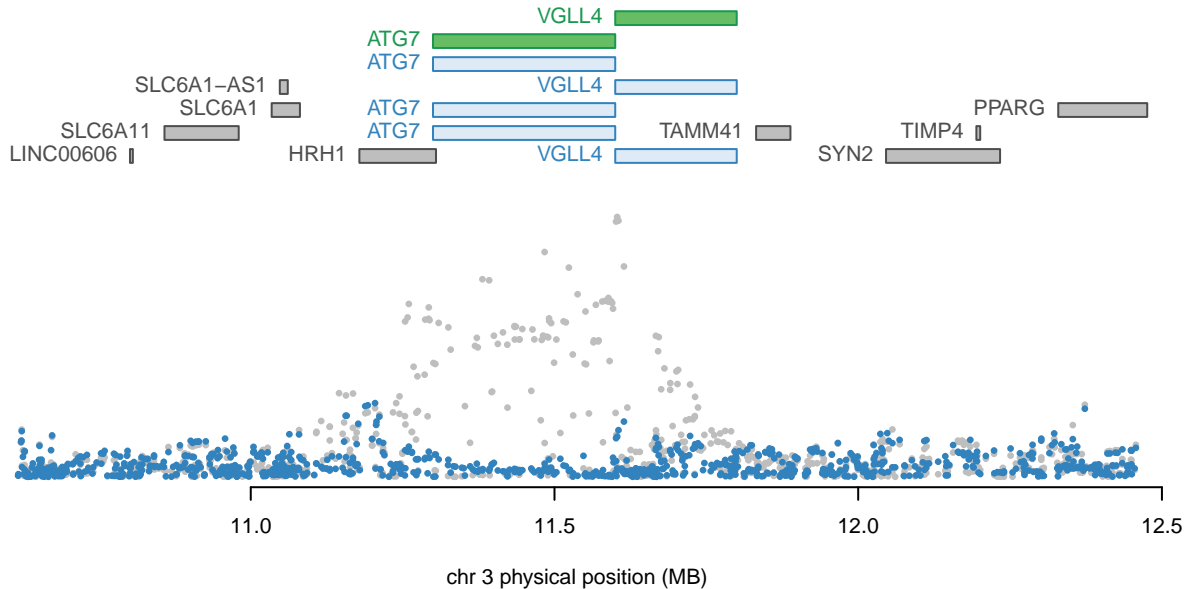 VGLL4
ATG7
ATG7
SLC6A1−AS1 VGLL4
SLC6A1 ATG7 PPARG
SLC6A11 ATG7 TAMM41 TIMP4
LINC00606 HRH1 VGLL4 SYN2
11.0 11.5 12.0 12.5
chr 3 physical position (MB)